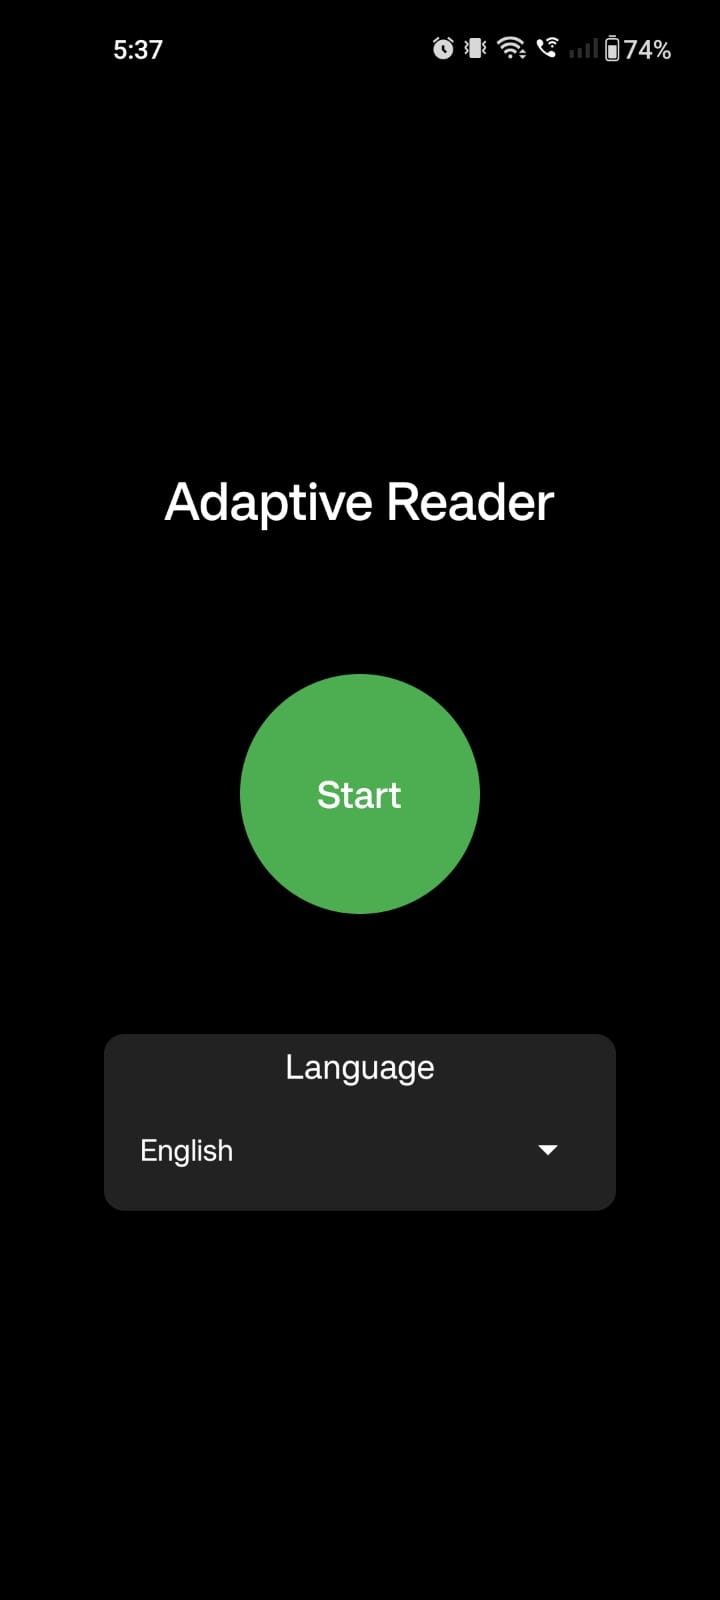 5:37 74%
Adaptive Reader
Start
Language
English